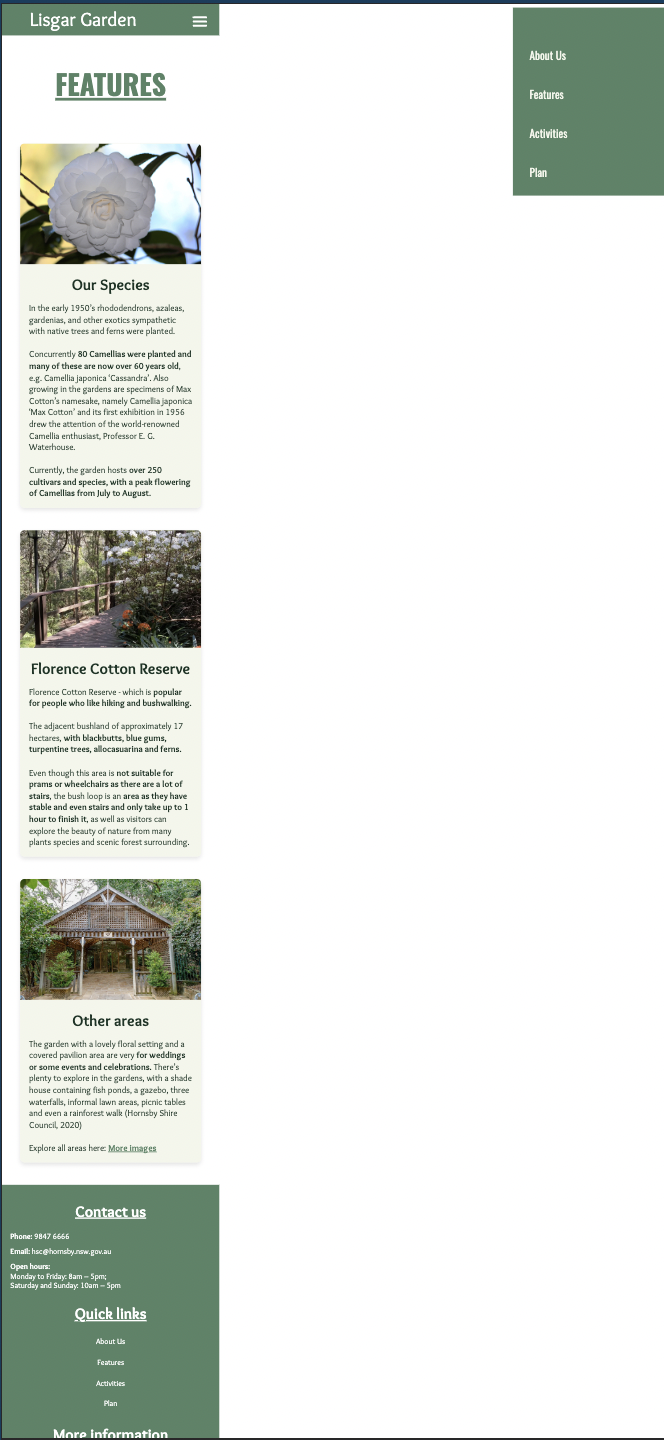 Lisgar Garden
FEATURES
Our Species
In the early 1950's rhododendrons, azaleas,
gardenias, and other exotics sympathetic
with native trees and ferns were planted.
Concurrently 80 Camellias were planted and
many of these are now over 60 years old,
e.g. Camellia japonica 'Cassandra'. Also
growing in the gardens are specimens of Max
Cotton's namesake, namely Camellia japonica
'Max Cotton' and its first exhibition in 1956
drew the attention of the world-renowned
Camellia enthusiast, Professor E. G.
Waterhouse.
Currently, the garden hosts over 250
cultivars and species, with a peak flowering
of Camellias from July to August.
Florence Cotton Reserve
Florence Cotton Reserve - which is popular
for people who like hiking and bushwalking.
The adjacent bushland of approximately 17
hectares, with blackbutts, blue gums,
turpentine trees, allocasuarina and ferns.
Even though this area is not suitable for
prams or wheelchairs as there are a lot of
stairs, the bush loop is an area as they have
stable and even stairs and only take up to 1
hour to finish it, as well as visitors can
explore the beauty of nature from many
plants species and scenic forest surrounding.
Other areas
The garden with a lovely floral setting and a
covered pavilion area are very for weddings
or some events and celebrations. There's
plenty to explore in the gardens, with a shade
house containing fish ponds, a gazebo, three
waterfalls, informal lawn areas, picnic tables
and even a rainforest walk (Hornsby Shire
Council, 2020)
Explore all areas here: More images
Contact us
Phone: 9847 6666
Email: hsc@hornsby.nsw.gov.au
Open hours:
Monday to Friday: 8am – 5pm;
Saturday and Sunday: 10am – 5pm
Quick links
About Us
Features
Activities
Plan
More information
About Us
Features
Activities
Plan